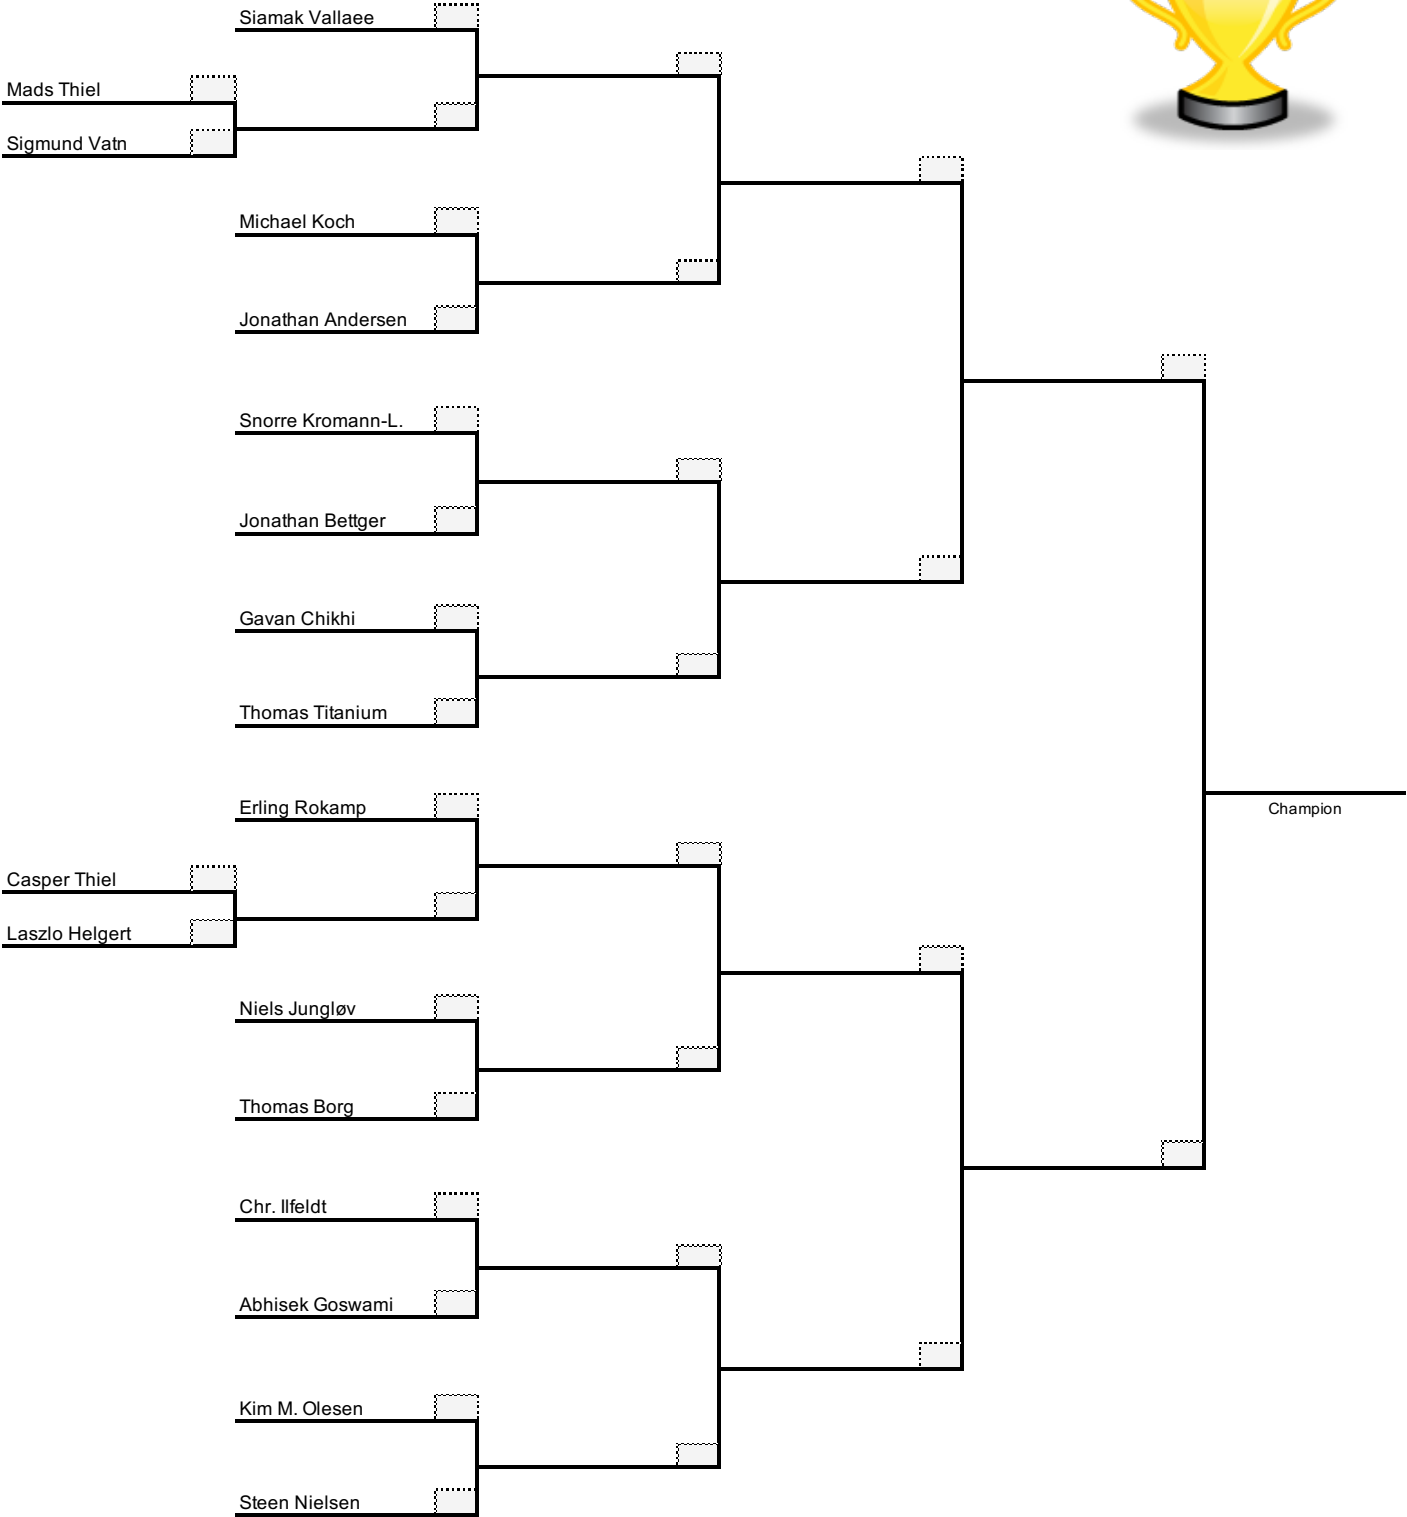 Siamak Vallaee
Mads Thiel
Sigmund Vatn
Michael Koch
Jonathan Andersen
Snorre Kromann-L.
Jonathan Bettger
Gavan Chikhi
Thomas Titanium
Erling Rokamp
Champion
Casper Thiel
Laszlo Helgert
Niels Jungløv
Thomas Borg
Chr. Ilfeldt
Abhisek Goswami
Kim M. Olesen
Steen Nielsen